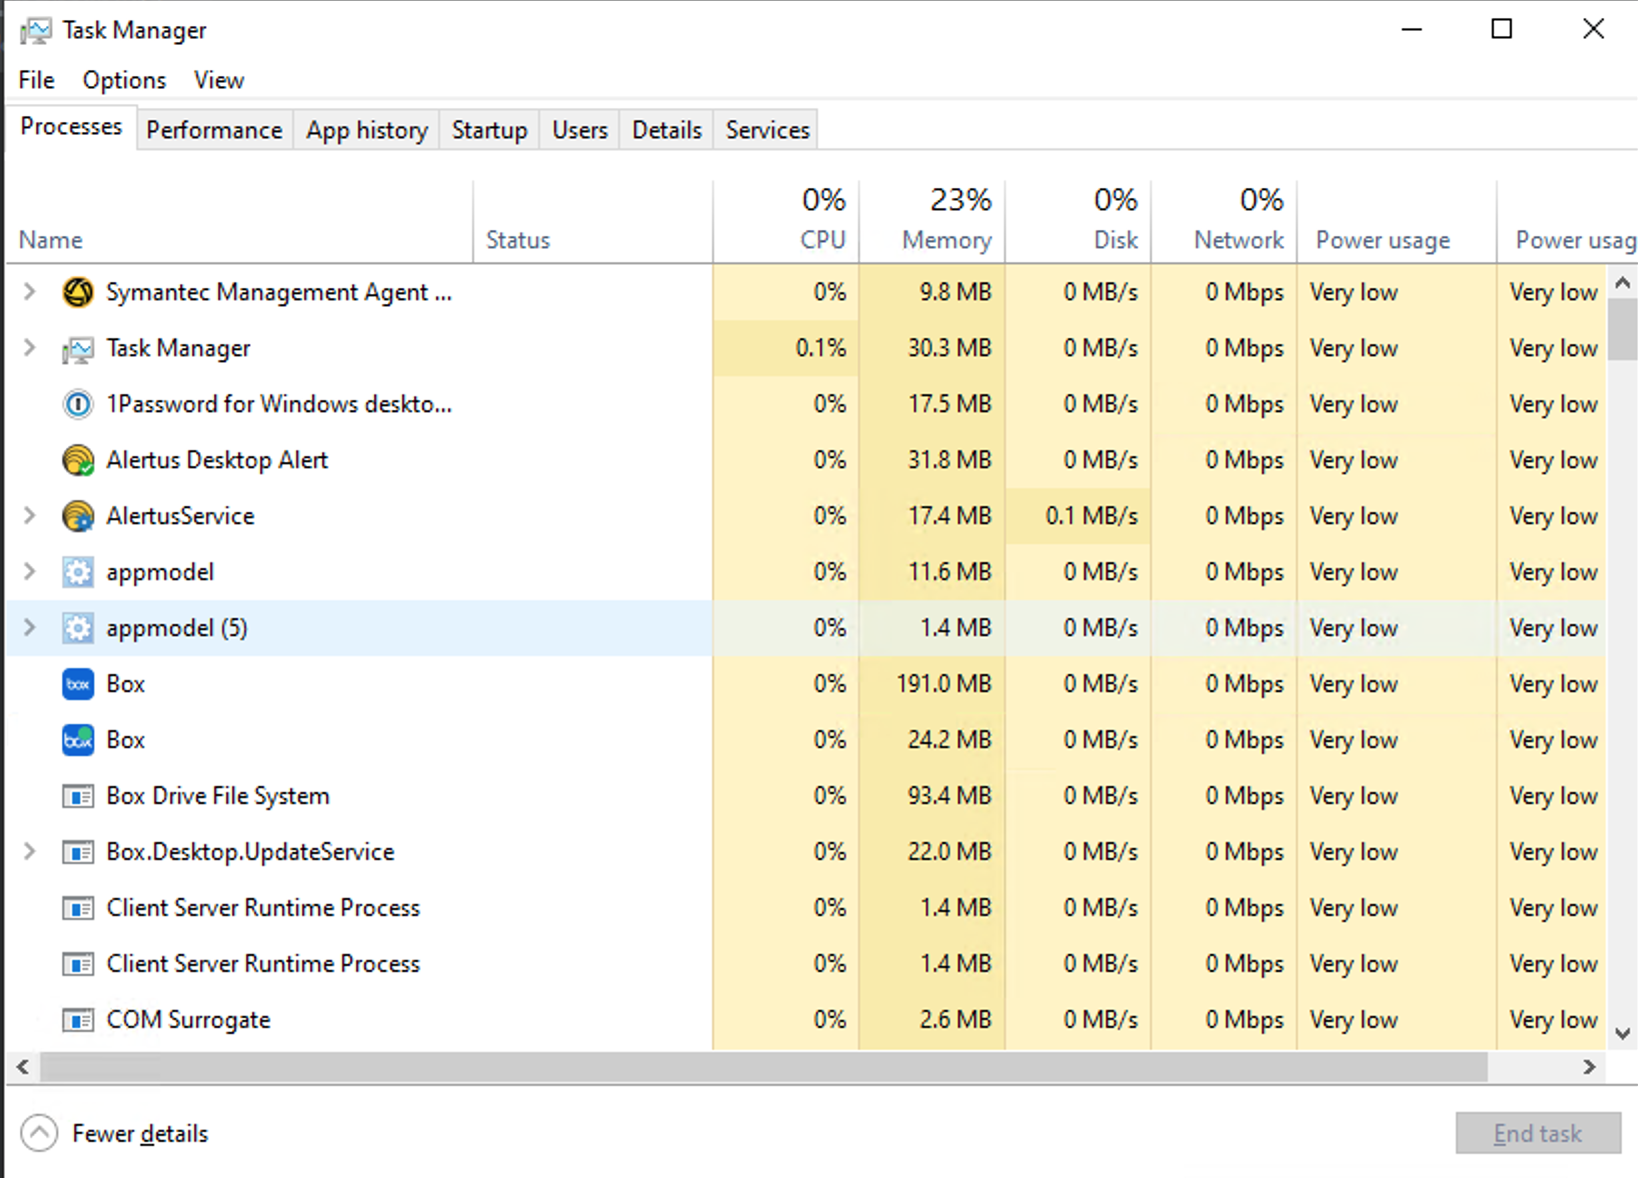 Task Manager
File Options View
Processes Performance App history Startup Users Details Services
0% 23% 0% 0%
Name Status CPU Memory Disk Network Power usage Power usag
Symantec Management Agent ... 0% 9.8 MB 0 MB/s 0 Mbps Very low Very low
Task Manager 0.1% 30.3 MB 0 MB/s 0 Mbps Very low Very low
1Password for Windows deskto... 0% 17.5 MB 0 MB/s 0 Mbps Very low Very low
Alertus Desktop Alert 0% 31.8 MB 0 MB/s 0 Mbps Very low Very low
AlertusService 0% 17.4 MB 0.1 MB/s 0 Mbps Very low Very low
appmodel 0% 11.6 MB 0 MB/s 0 Mbps Very low Very low
appmodel (5) 0% 1.4 MB 0 MB/s 0 Mbps Very low Very low
box Box 0% 191.0 MB 0 MB/s 0 Mbps Very low Very low
box Box 0% 24.2 MB 0 MB/s 0 Mbps Very low Very low
Box Drive File System 0% 93.4 MB 0 MB/s 0 Mbps Very low Very low
Box.Desktop.UpdateService 0% 22.0 MB 0 MB/s 0 Mbps Very low Very low
Client Server Runtime Process 0% 1.4 MB 0 MB/s 0 Mbps Very low Very low
Client Server Runtime Process 0% 1.4 MB 0 MB/s 0 Mbps Very low Very low
COM Surrogate 0% 2.6 MB 0 MB/s 0 Mbps Very low Very low
Fewer details End task